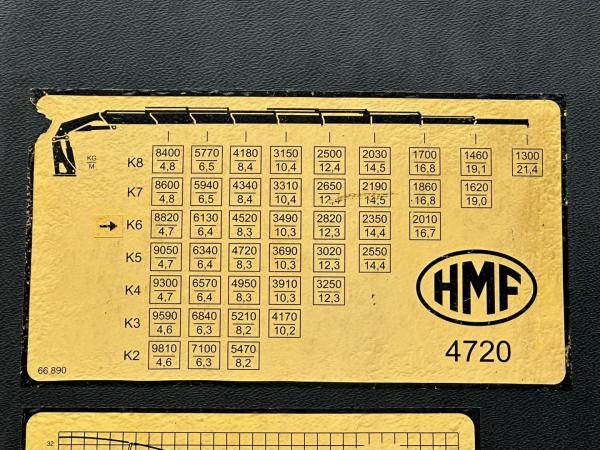 KG
M
K8 8400 5770 4180 3150 2500 2030 1700 1460 1300
4,8 6,5 8,4 10,4 12,4 14,5 16,8 19,1 21,4
K7 8600 5940 4340 3310 2650 2190 1860 1620
4,8 6,5 8,4 10,4 12,4 14,5 16,8 19,0
K6 8820 6130 4520 3490 2820 2350 2010
4,7 6,4 8,3 10,3 12,3 14,4 16,7
K5 9050 6340 4720 3690 3020 2550
4,7 6,4 8,3 10,3 12,3 14,4
K4 9300 6570 4950 3910 3250
4,7 6,4 8,3 10,3 12,3
K3 9590 6840 5210 4170
4,6 6,3 8,2 10,2
K2 9810 7100 5470
4,6 6,3 8,2
HMF
4720
66.890
32